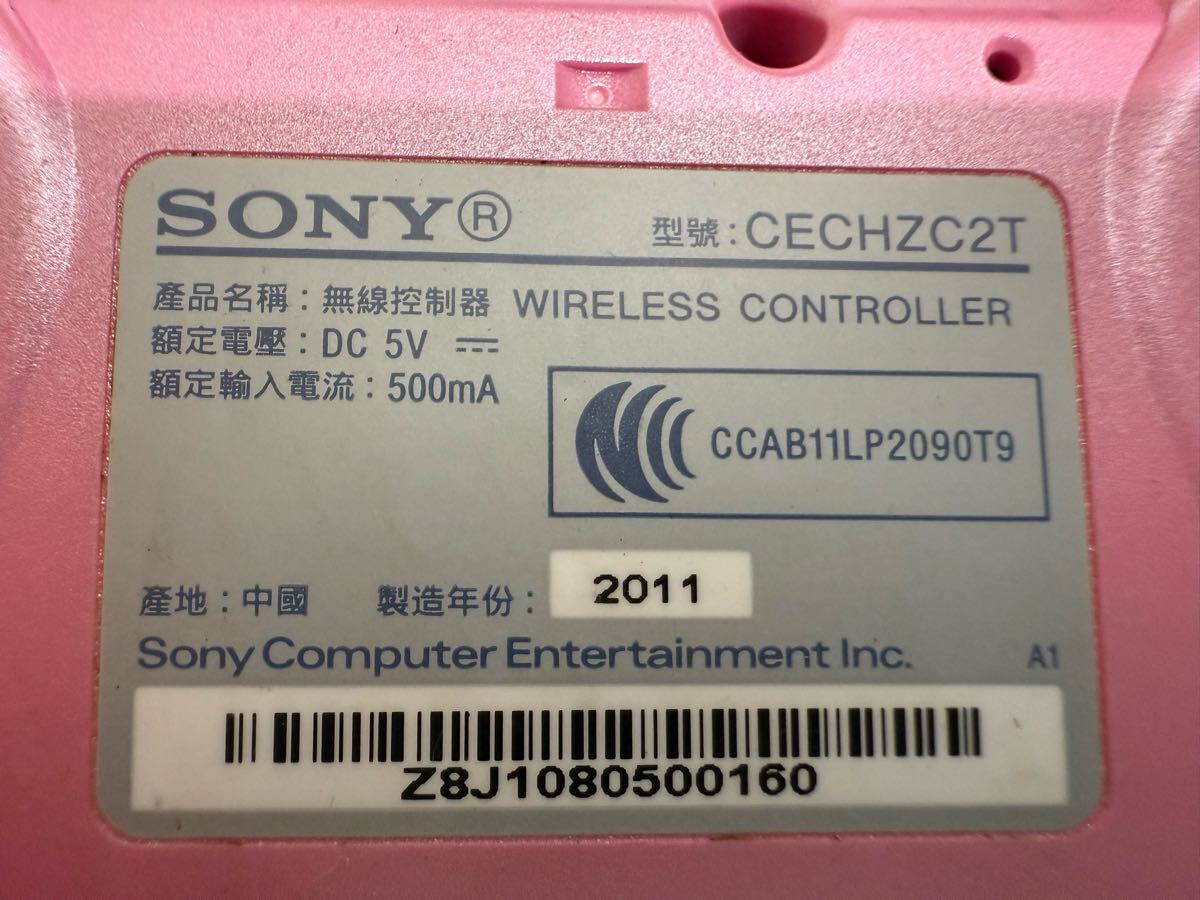 SONY®
型號:CECHZC2T
產品名稱:無線控制器 WIRELESS CONTROLLER
額定電壓:DC 5V
額定輸入電流:500mA
CCAB11LP2090T9
產地:中國 製造年份: 2011
Sony Computer Entertainment Inc. A1
Z8J1080500160